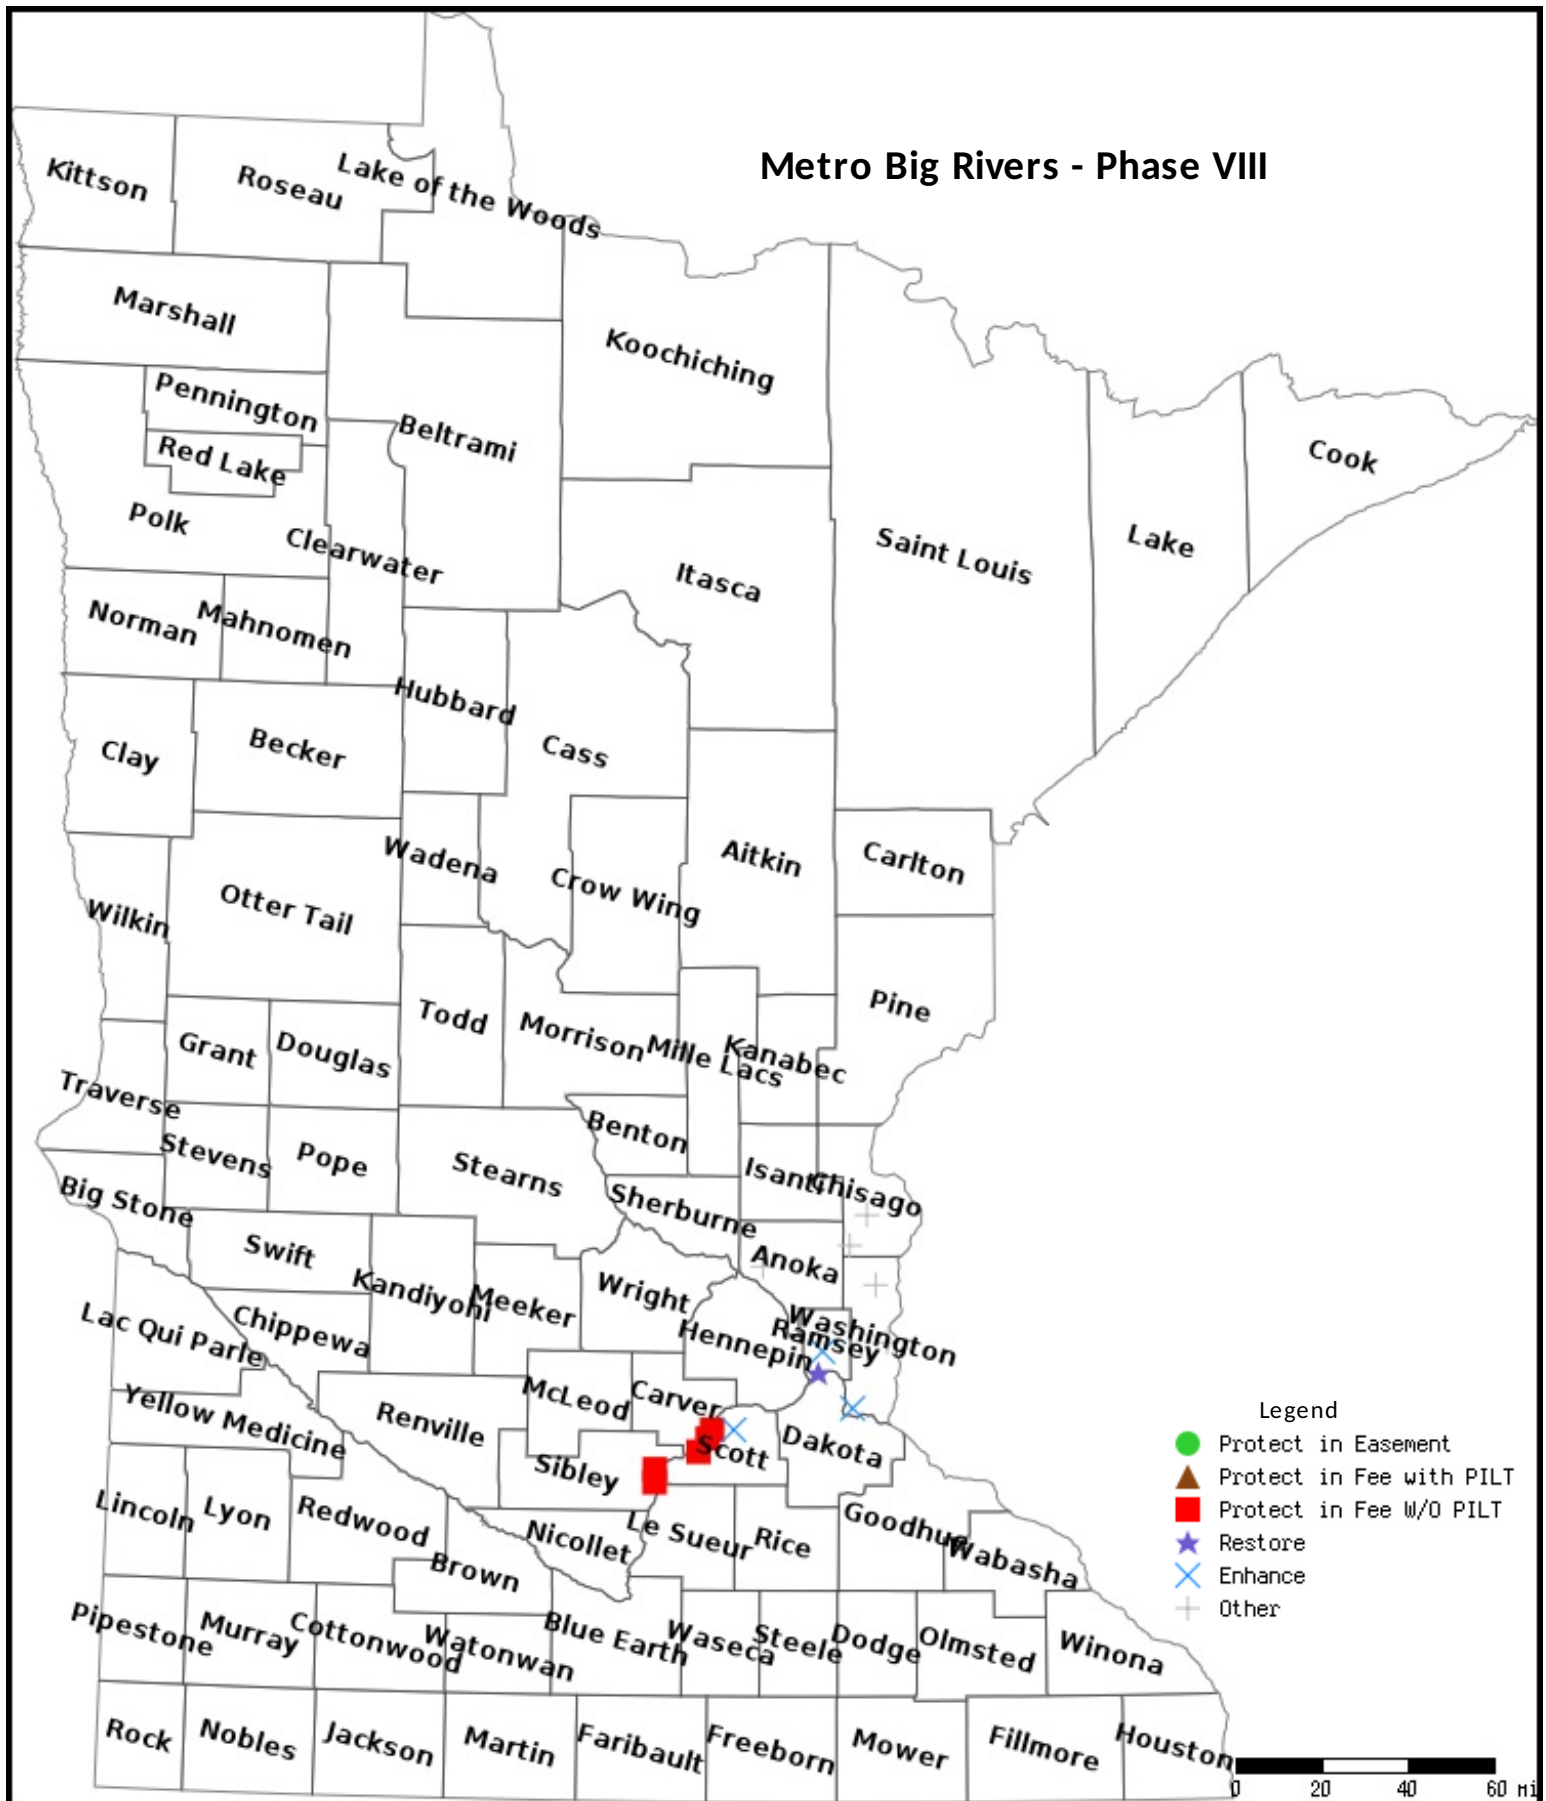 Metro Big Rivers - Phase VIII
Kittson
Roseau
Lake of the Woods
Marshall
Koochiching
Pennington
Beltrami
Red Lake
Cook
Polk
Clearwater
Saint Louis
Lake
Itasca
Norman
Mahnomen
Hubbard
Clay
Becker
Cass
Wadena
Aitkin
Carlton
Crow Wing
Wilkin
Otter Tail
Pine
Todd
Morrison
Mille Lacs
Kanabec
Grant
Douglas
Traverse
Benton
Stevens
Pope
Stearns
Isanti
Chisago
Big Stone
Sherburne
Swift
Anoka
Kandiyohi
Meeker
Wright
Lac Qui Parle
Chippewa
Hennepin
Washington
Ramsey
McLeod
Carver
Yellow Medicine
Renville
Scott
Dakota
Sibley
Lincoln
Lyon
Redwood
Nicollet
Le Sueur
Rice
Goodhue
Wabasha
Brown
Pipestone
Murray
Cottonwood
Watonwan
Blue Earth
Waseca
Steele
Dodge
Olmsted
Winona
Rock
Nobles
Jackson
Martin
Faribault
Freeborn
Mower
Fillmore
Houston
Legend
Protect in Easement
Protect in Fee with PILT
Protect in Fee W/O PILT
Restore
Enhance
Other
0 20 40 60 mi